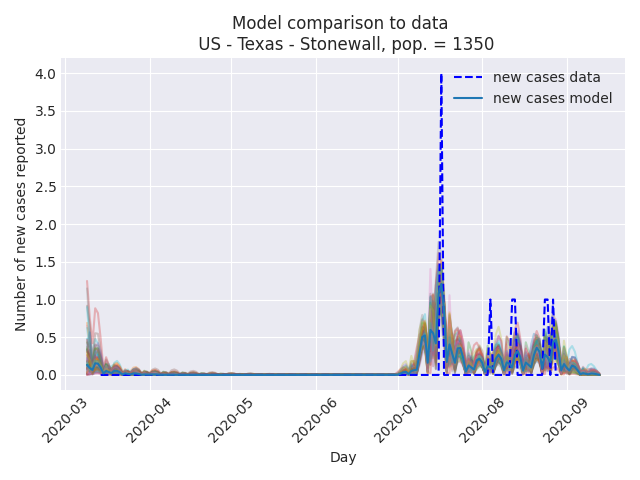 Model comparison to data
US - Texas - Stonewall, pop. = 1350
new cases data
new cases model
Number of new cases reported
4.0
3.5
3.0
2.5
2.0
1.5
1.0
0.5
0.0
2020-03
2020-04
2020-05
2020-06
2020-07
2020-08
2020-09
Day